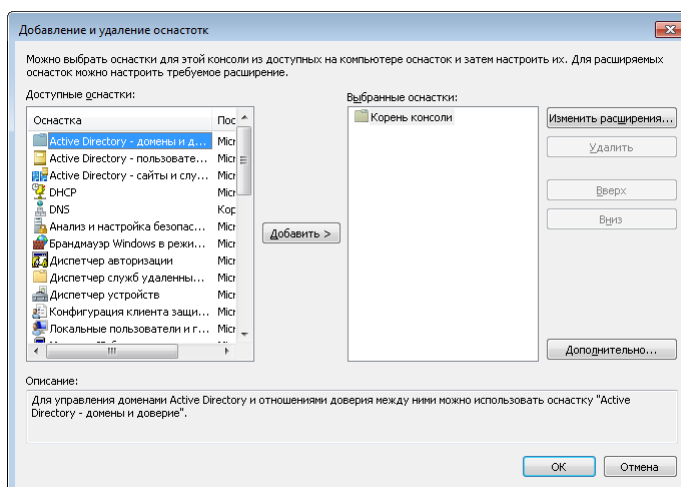 Добавление и удаление оснастотк
Можно выбрать оснастки для этой консоли из доступных на компьютере оснасток и затем настроить их. Для расширяемых
оснасток можно настроить требуемое расширение.
Доступные оснастки:
Оснастка Пос
Active Directory - домены и д... Micr
Active Directory - пользовате... Micr
Active Directory - сайты и слу... Micr
DHCP Micr
DNS Кор
Анализ и настройка безопас... Micr
Брандмауэр Windows в режи... Micr
Диспетчер авторизации Micr
Диспетчер служб удаленны... Micr
Диспетчер устройств Micr
Конфигурация клиента защи... Micr
Локальные пользователи и г... Micr
Добавить >
Выбранные оснастки:
Корень консоли
Изменить расширения...
Удалить
Вверх
Вниз
Дополнительно...
Описание:
Для управления доменами Active Directory и отношениями доверия между ними можно использовать оснастку "Active
Directory - домены и доверие".
ОК
Отмена